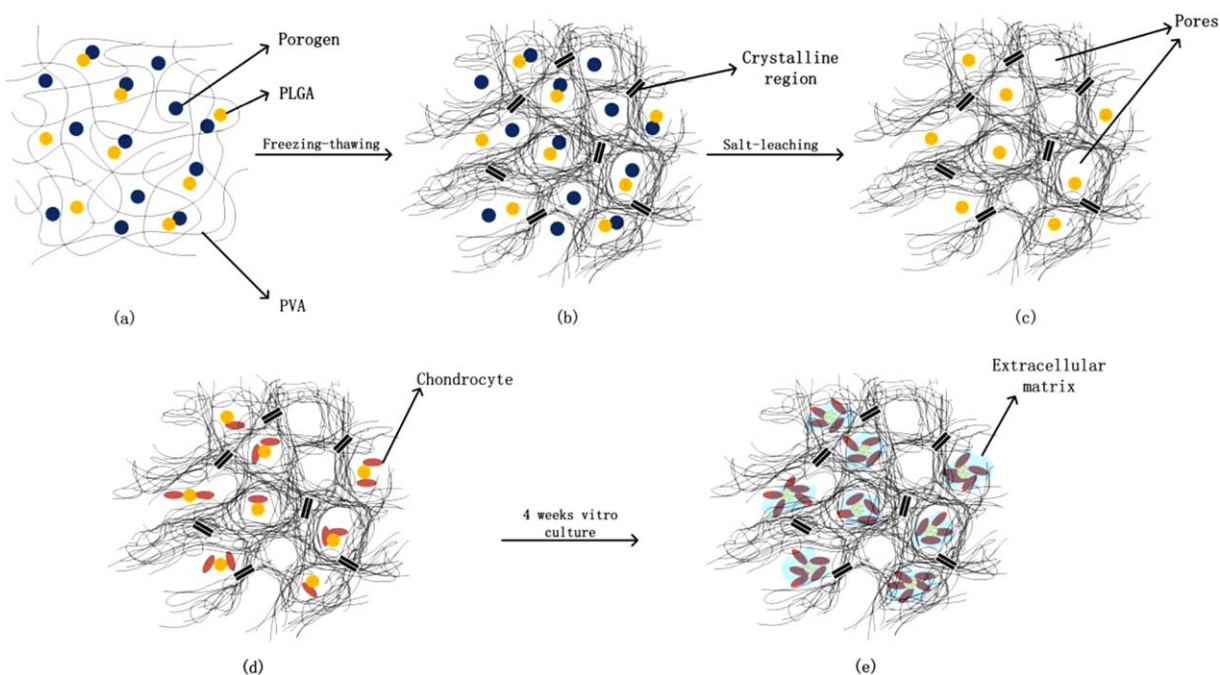 Porogen
PLGA
Freezing-thawing
PVA
(a)
Crystalline
region
Salt-leaching
(b)
Pores
(c)
Chondrocyte
4 weeks vitro
culture
(d)
Extracellular
matrix
(e)